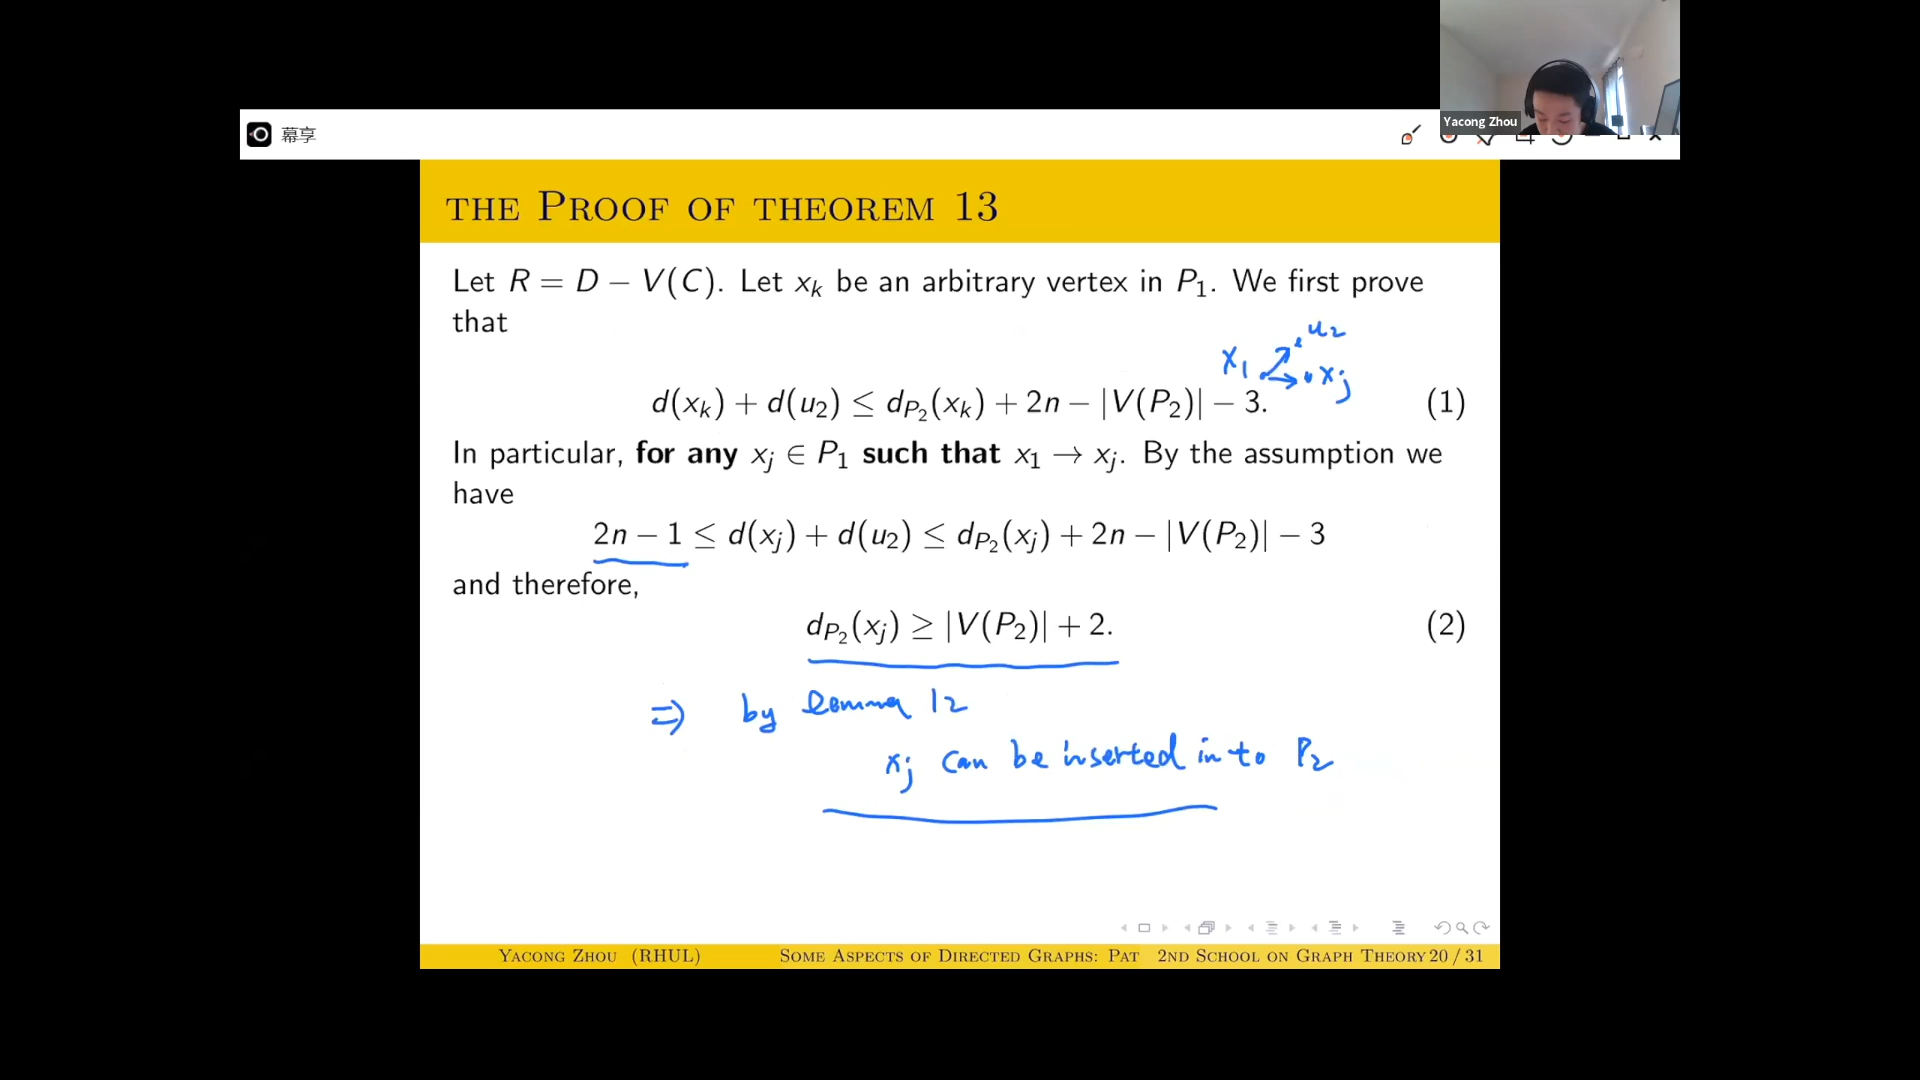 Yacong Zhou
幕享
THE PROOF OF THEOREM 13
Let R = D − V(C). Let x_k be an arbitrary vertex in P_1. We first prove
that
u_2
x_1 x_j
d(x_k) + d(u_2) ≤ d_{P_2}(x_k) + 2n − |V(P_2)| − 3. (1)
In particular, for any x_j ∈ P_1 such that x_1 → x_j. By the assumption we
have
2n − 1 ≤ d(x_j) + d(u_2) ≤ d_{P_2}(x_j) + 2n − |V(P_2)| − 3
and therefore,
d_{P_2}(x_j) ≥ |V(P_2)| + 2. (2)
⇒ by lemma 12
x_j can be inserted into P_2
YACONG ZHOU (RHUL) SOME ASPECTS OF DIRECTED GRAPHS: PAT 2ND SCHOOL ON GRAPH THEORY 20 / 31